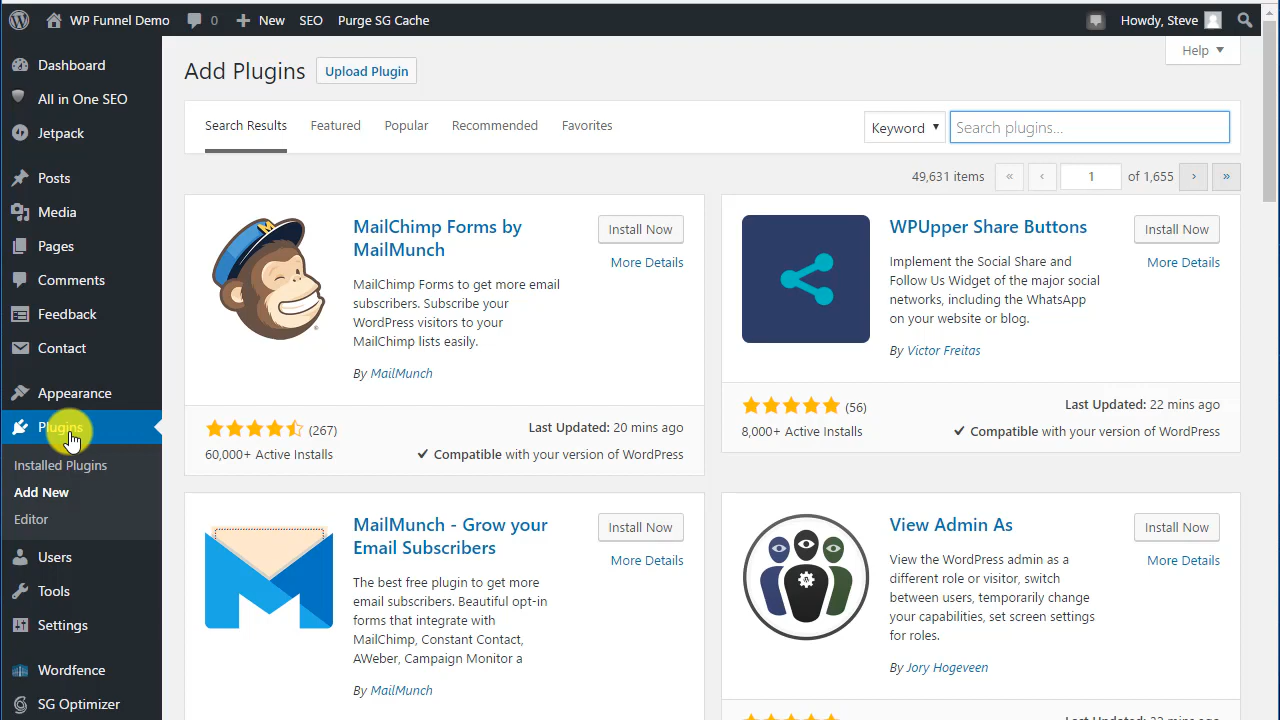 WP Funnel Demo 0 New SEO Purge SG Cache Howdy, Steve
Help ▼
Dashboard
All in One SEO
Jetpack
Posts
Media
Pages
Comments
Feedback
Contact
Appearance
Plugins
Installed Plugins
Add New
Editor
Users
Tools
Settings
Wordfence
SG Optimizer
Add Plugins Upload Plugin
Search Results Featured Popular Recommended Favorites Keyword ▼ Search plugins...
49,631 items « ‹ 1 of 1,655 › »
MailChimp Forms by
MailMunch
Install Now
More Details
MailChimp Forms to get more email
subscribers. Subscribe your
WordPress visitors to your
MailChimp lists easily.
By MailMunch
(267)
60,000+ Active Installs
Last Updated: 20 mins ago
✓ Compatible with your version of WordPress
WPUpper Share Buttons
Install Now
More Details
Implement the Social Share and
Follow Us Widget of the major social
networks, including the WhatsApp
on your website or blog.
By Victor Freitas
(56)
8,000+ Active Installs
Last Updated: 22 mins ago
✓ Compatible with your version of WordPress
MailMunch - Grow your
Email Subscribers
Install Now
More Details
The best free plugin to get more
email subscribers. Beautiful opt-in
forms that integrate with
MailChimp, Constant Contact,
AWeber, Campaign Monitor a
By MailMunch
View Admin As
Install Now
More Details
View the WordPress admin as a
different role or visitor, switch
between users, temporarily change
your capabilities, set screen settings
for roles.
By Jory Hogeveen